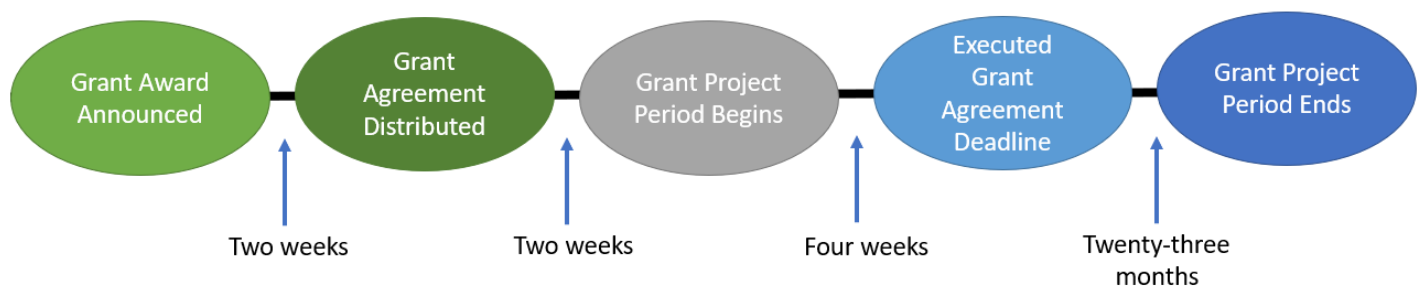 Grant Award
Announced
Grant
Agreement
Distributed
Grant Project
Period Begins
Executed
Grant
Agreement
Deadline
Grant Project
Period Ends
Two weeks
Two weeks
Four weeks
Twenty-three
months